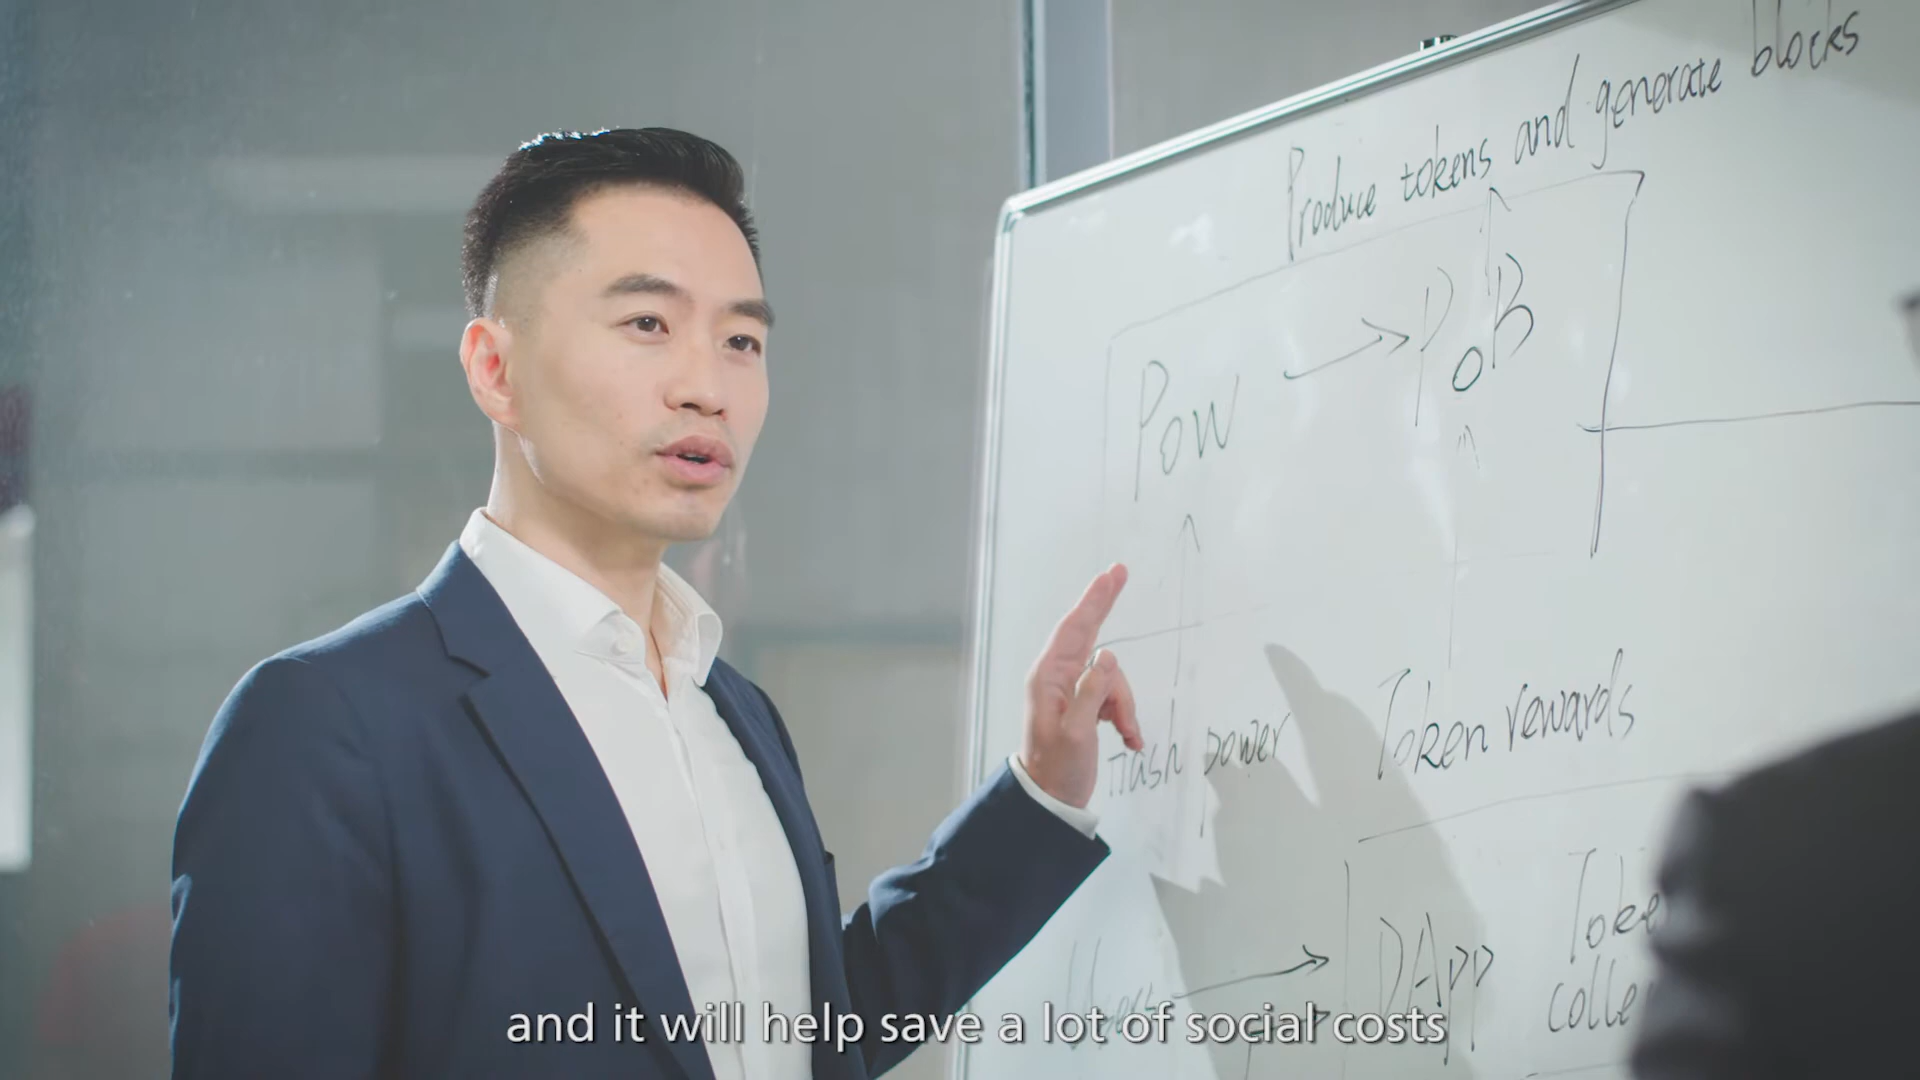 Produce tokens and generate blocks
Pow
PoB
Hash power
Token rewards
Users
DApp
and it will help save a lot of social costs